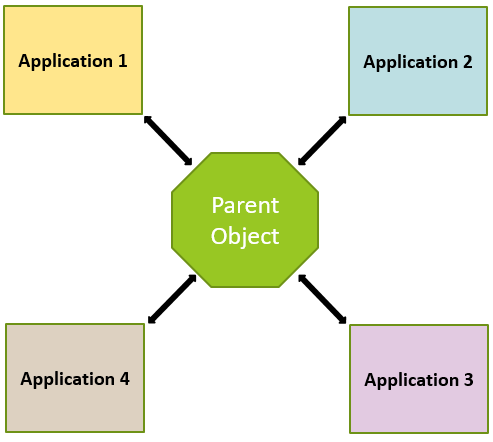 Application 1
Application 2
Parent
Object
Application 4
Application 3